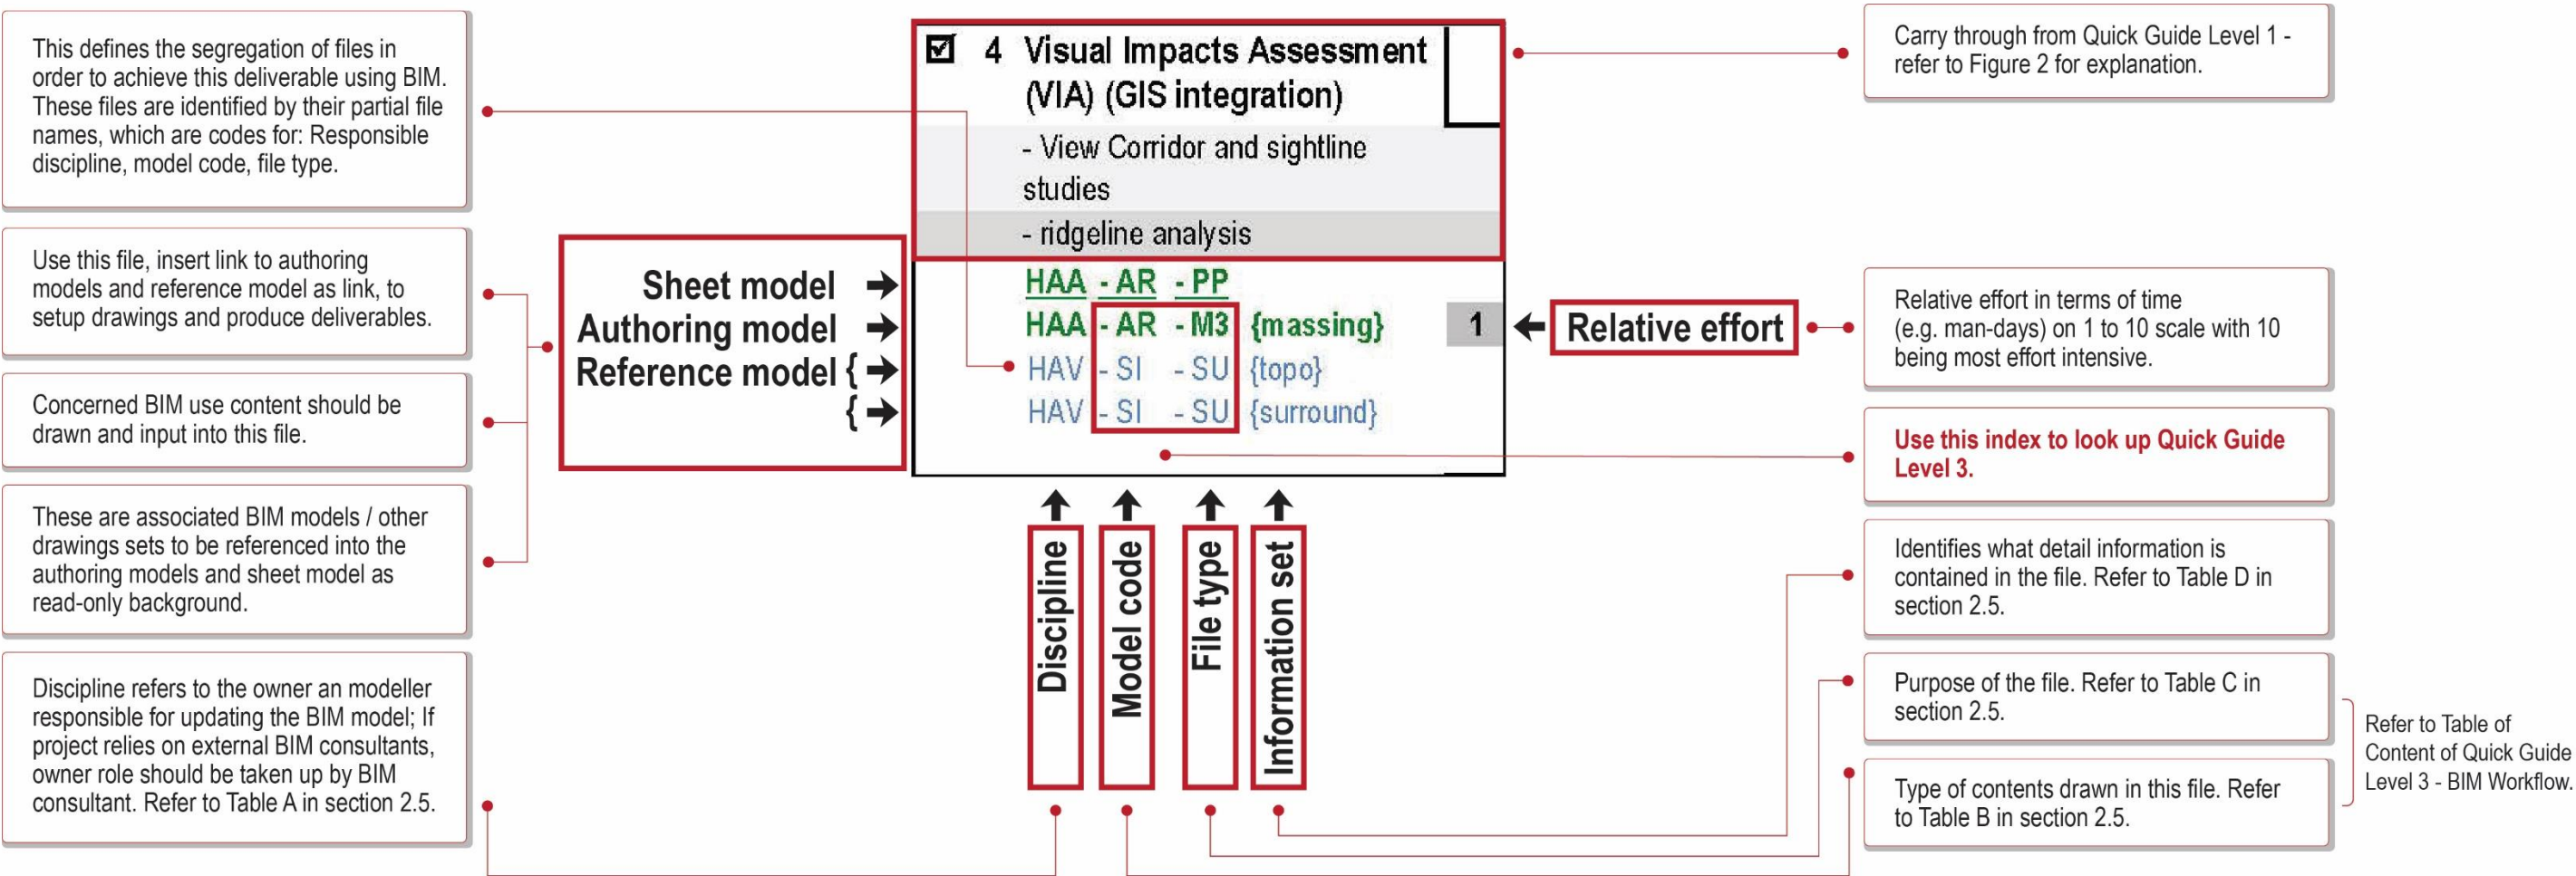 This defines the segregation of files in
order to achieve this deliverable using BIM.
These files are identified by their partial file
names, which are codes for: Responsible
discipline, model code, file type.
Use this file, insert link to authoring
models and reference model as link, to
setup drawings and produce deliverables.
Concerned BIM use content should be
drawn and input into this file.
These are associated BIM models / other
drawings sets to be referenced into the
authoring models and sheet model as
read-only background.
Discipline refers to the owner an modeller
responsible for updating the BIM model; If
project relies on external BIM consultants,
owner role should be taken up by BIM
consultant. Refer to Table A in section 2.5.
Sheet model →
Authoring model →
Reference model { →
{ →
☑ 4 Visual Impacts Assessment
(VIA) (GIS integration)
- View Corridor and sightline
studies
- ridgeline analysis
HAA - AR - PP
HAA - AR - M3 {massing}
HAV - SI - SU {topo}
HAV - SI - SU {surround}
1
← Relative effort
Discipline
Model code
File type
Information set
Carry through from Quick Guide Level 1 -
refer to Figure 2 for explanation.
Relative effort in terms of time
(e.g. man-days) on 1 to 10 scale with 10
being most effort intensive.
Use this index to look up Quick Guide
Level 3.
Identifies what detail information is
contained in the file. Refer to Table D in
section 2.5.
Purpose of the file. Refer to Table C in
section 2.5.
Type of contents drawn in this file. Refer
to Table B in section 2.5.
Refer to Table of
Content of Quick Guide
Level 3 - BIM Workflow.